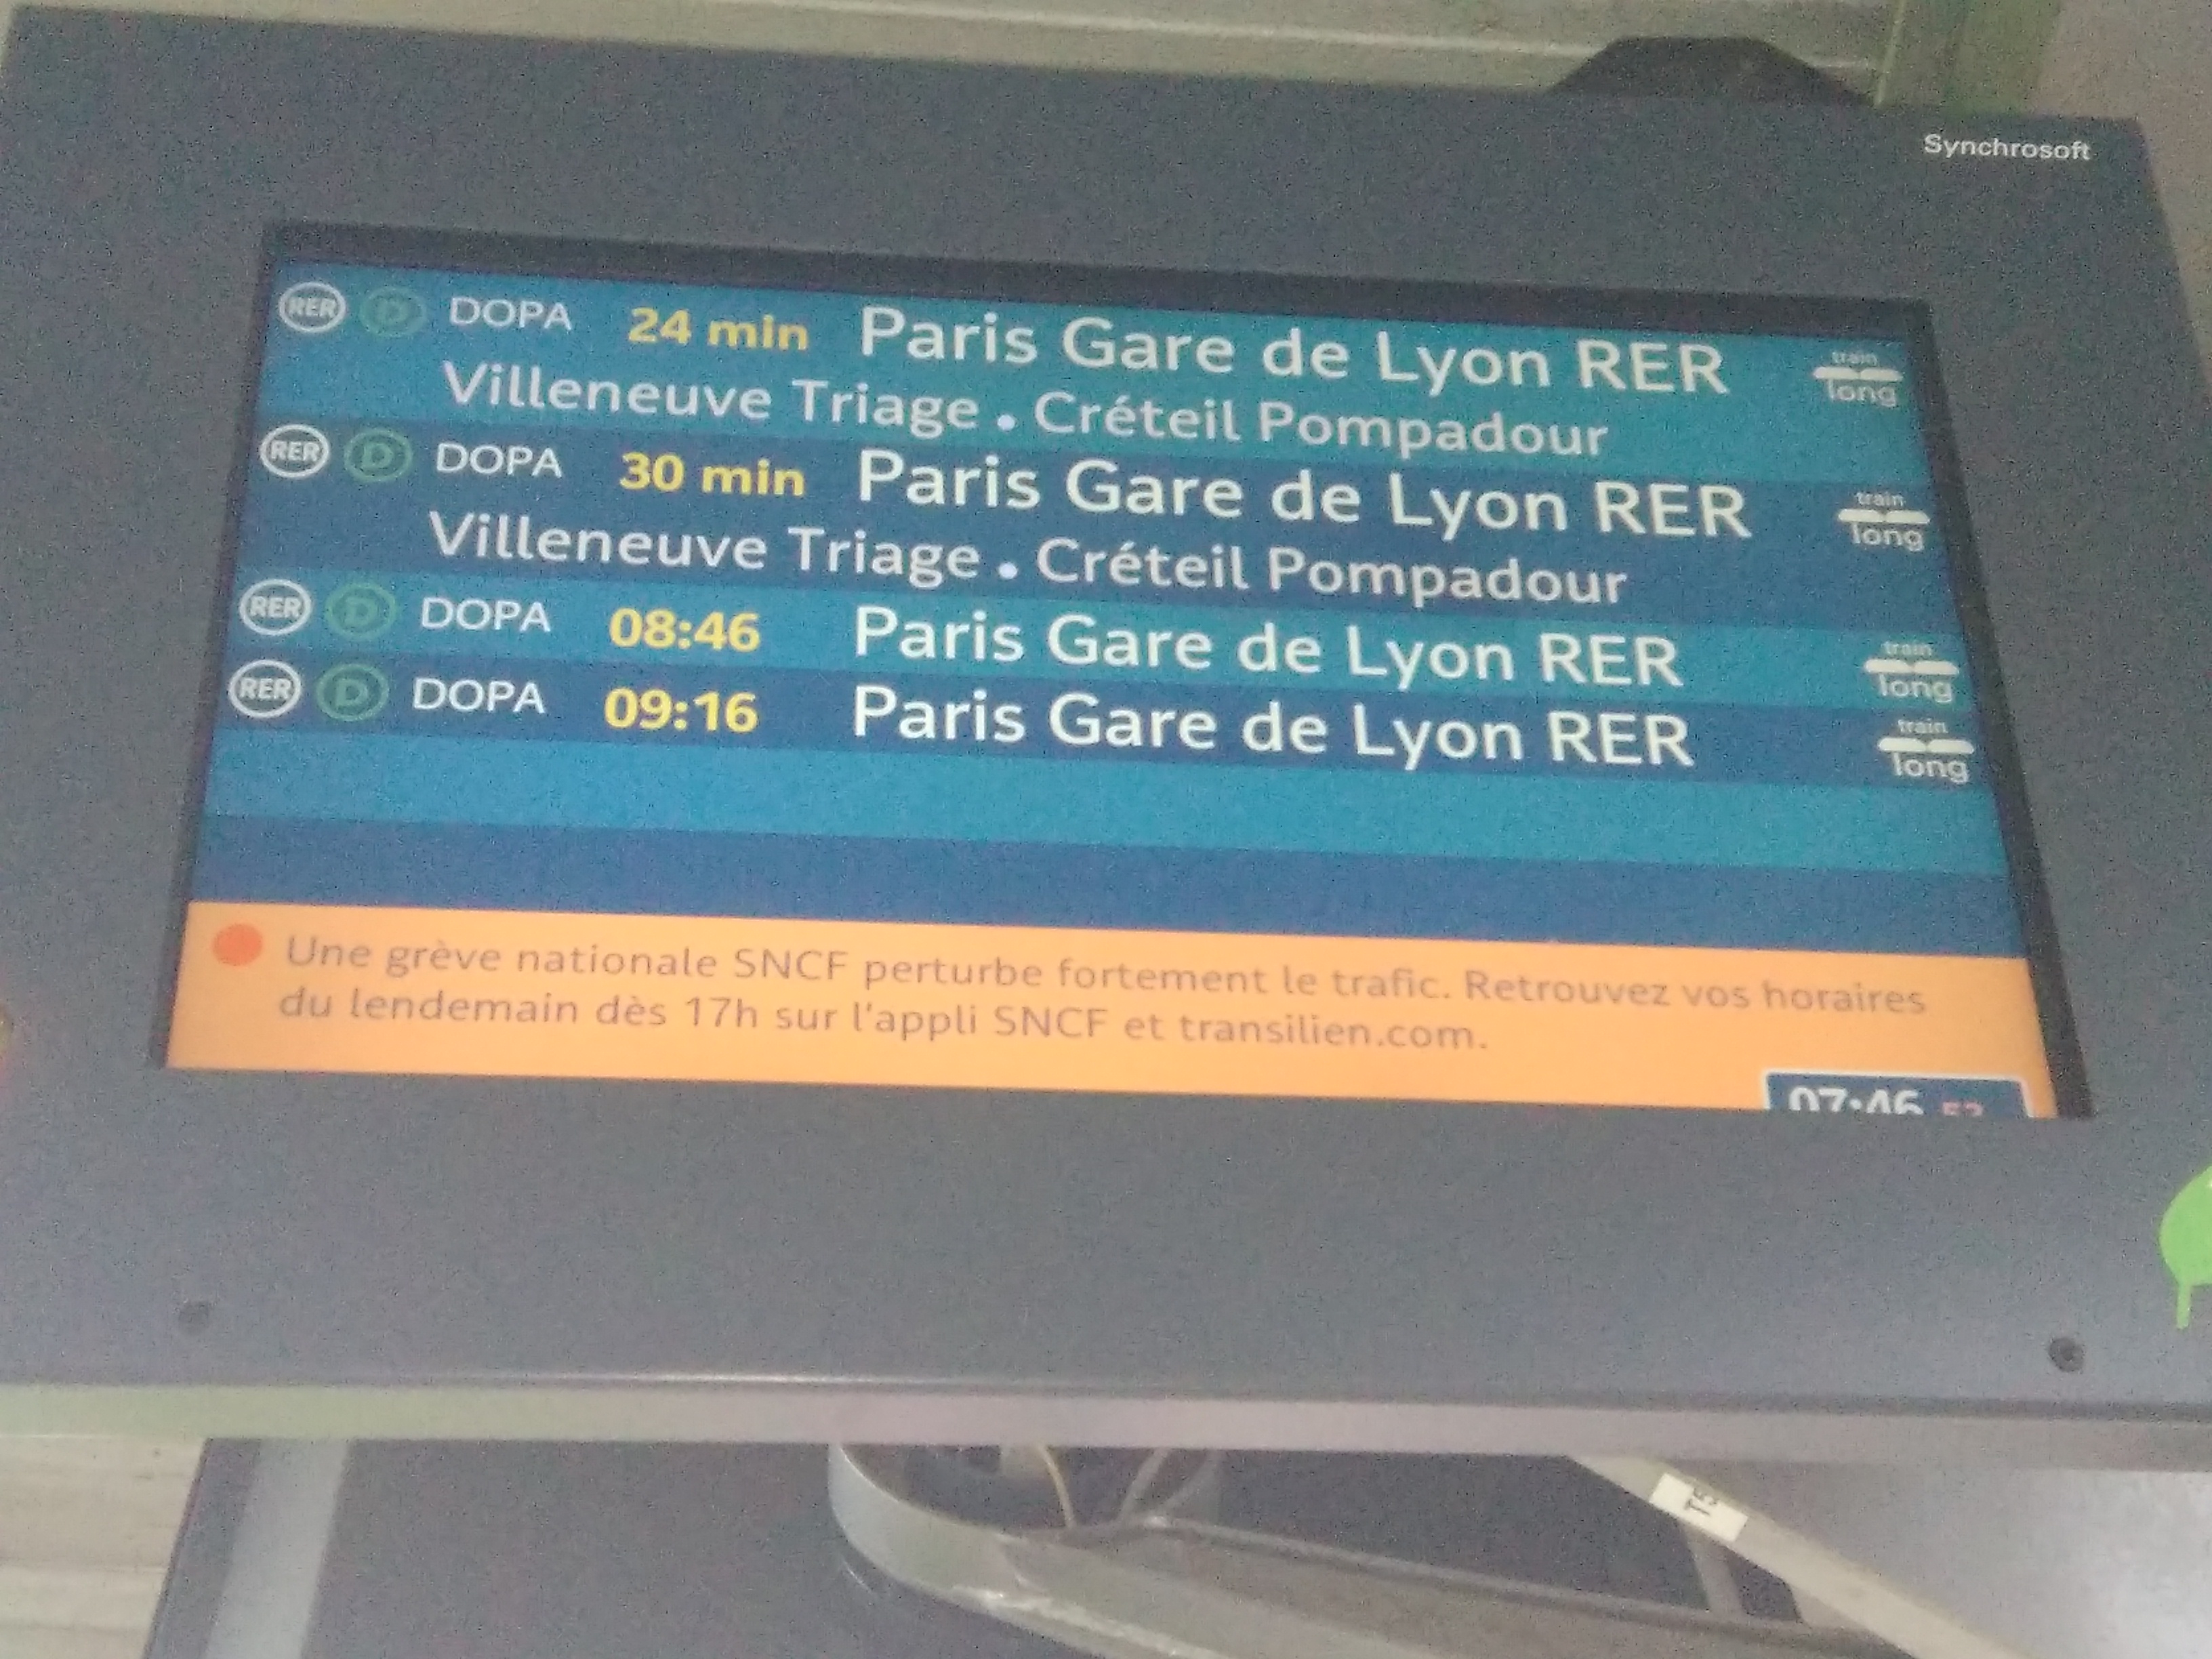 Synchrosoft
RER D DOPA 24 min Paris Gare de Lyon RER train long
Villeneuve Triage . Créteil Pompadour
RER D DOPA 30 min Paris Gare de Lyon RER train long
Villeneuve Triage . Créteil Pompadour
RER D DOPA 08:46 Paris Gare de Lyon RER train long
RER D DOPA 09:16 Paris Gare de Lyon RER train long
Une grève nationale SNCF perturbe fortement le trafic. Retrouvez vos horaires
du lendemain dès 17h sur l'appli SNCF et transilien.com.
07:46